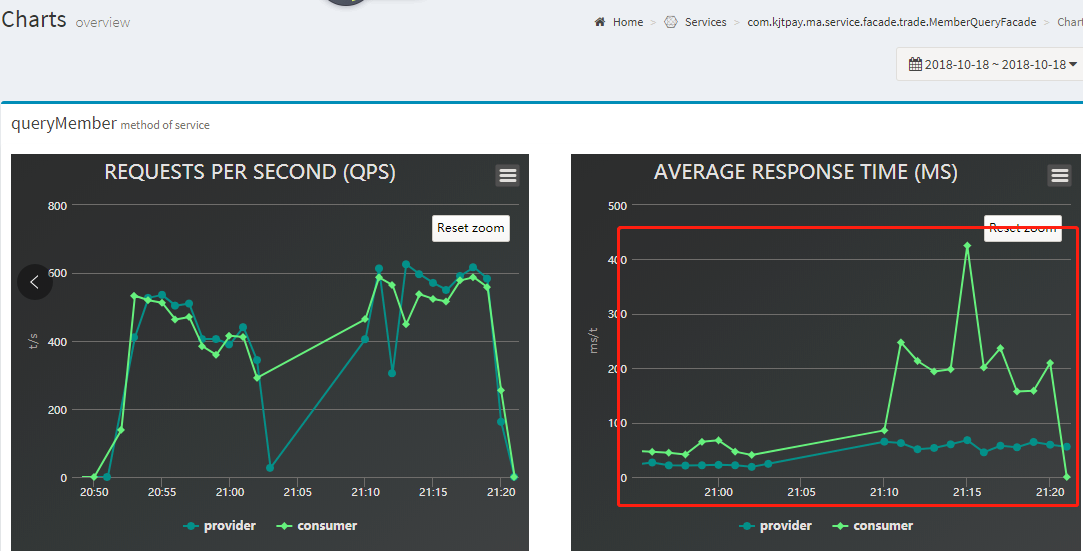 Charts overview
Home > Services > com.kjtpay.ma.service.facade.trade.MemberQueryFacade > Chart
2018-10-18 ~ 2018-10-18
queryMember method of service
REQUESTS PER SECOND (QPS)
800
Reset zoom
600
400
200
0
t/s
20:50 20:55 21:00 21:05 21:10 21:15 21:20
provider consumer
AVERAGE RESPONSE TIME (MS)
500
Reset zoom
400
300
200
100
0
ms/t
21:00 21:05 21:10 21:15 21:20
provider consumer